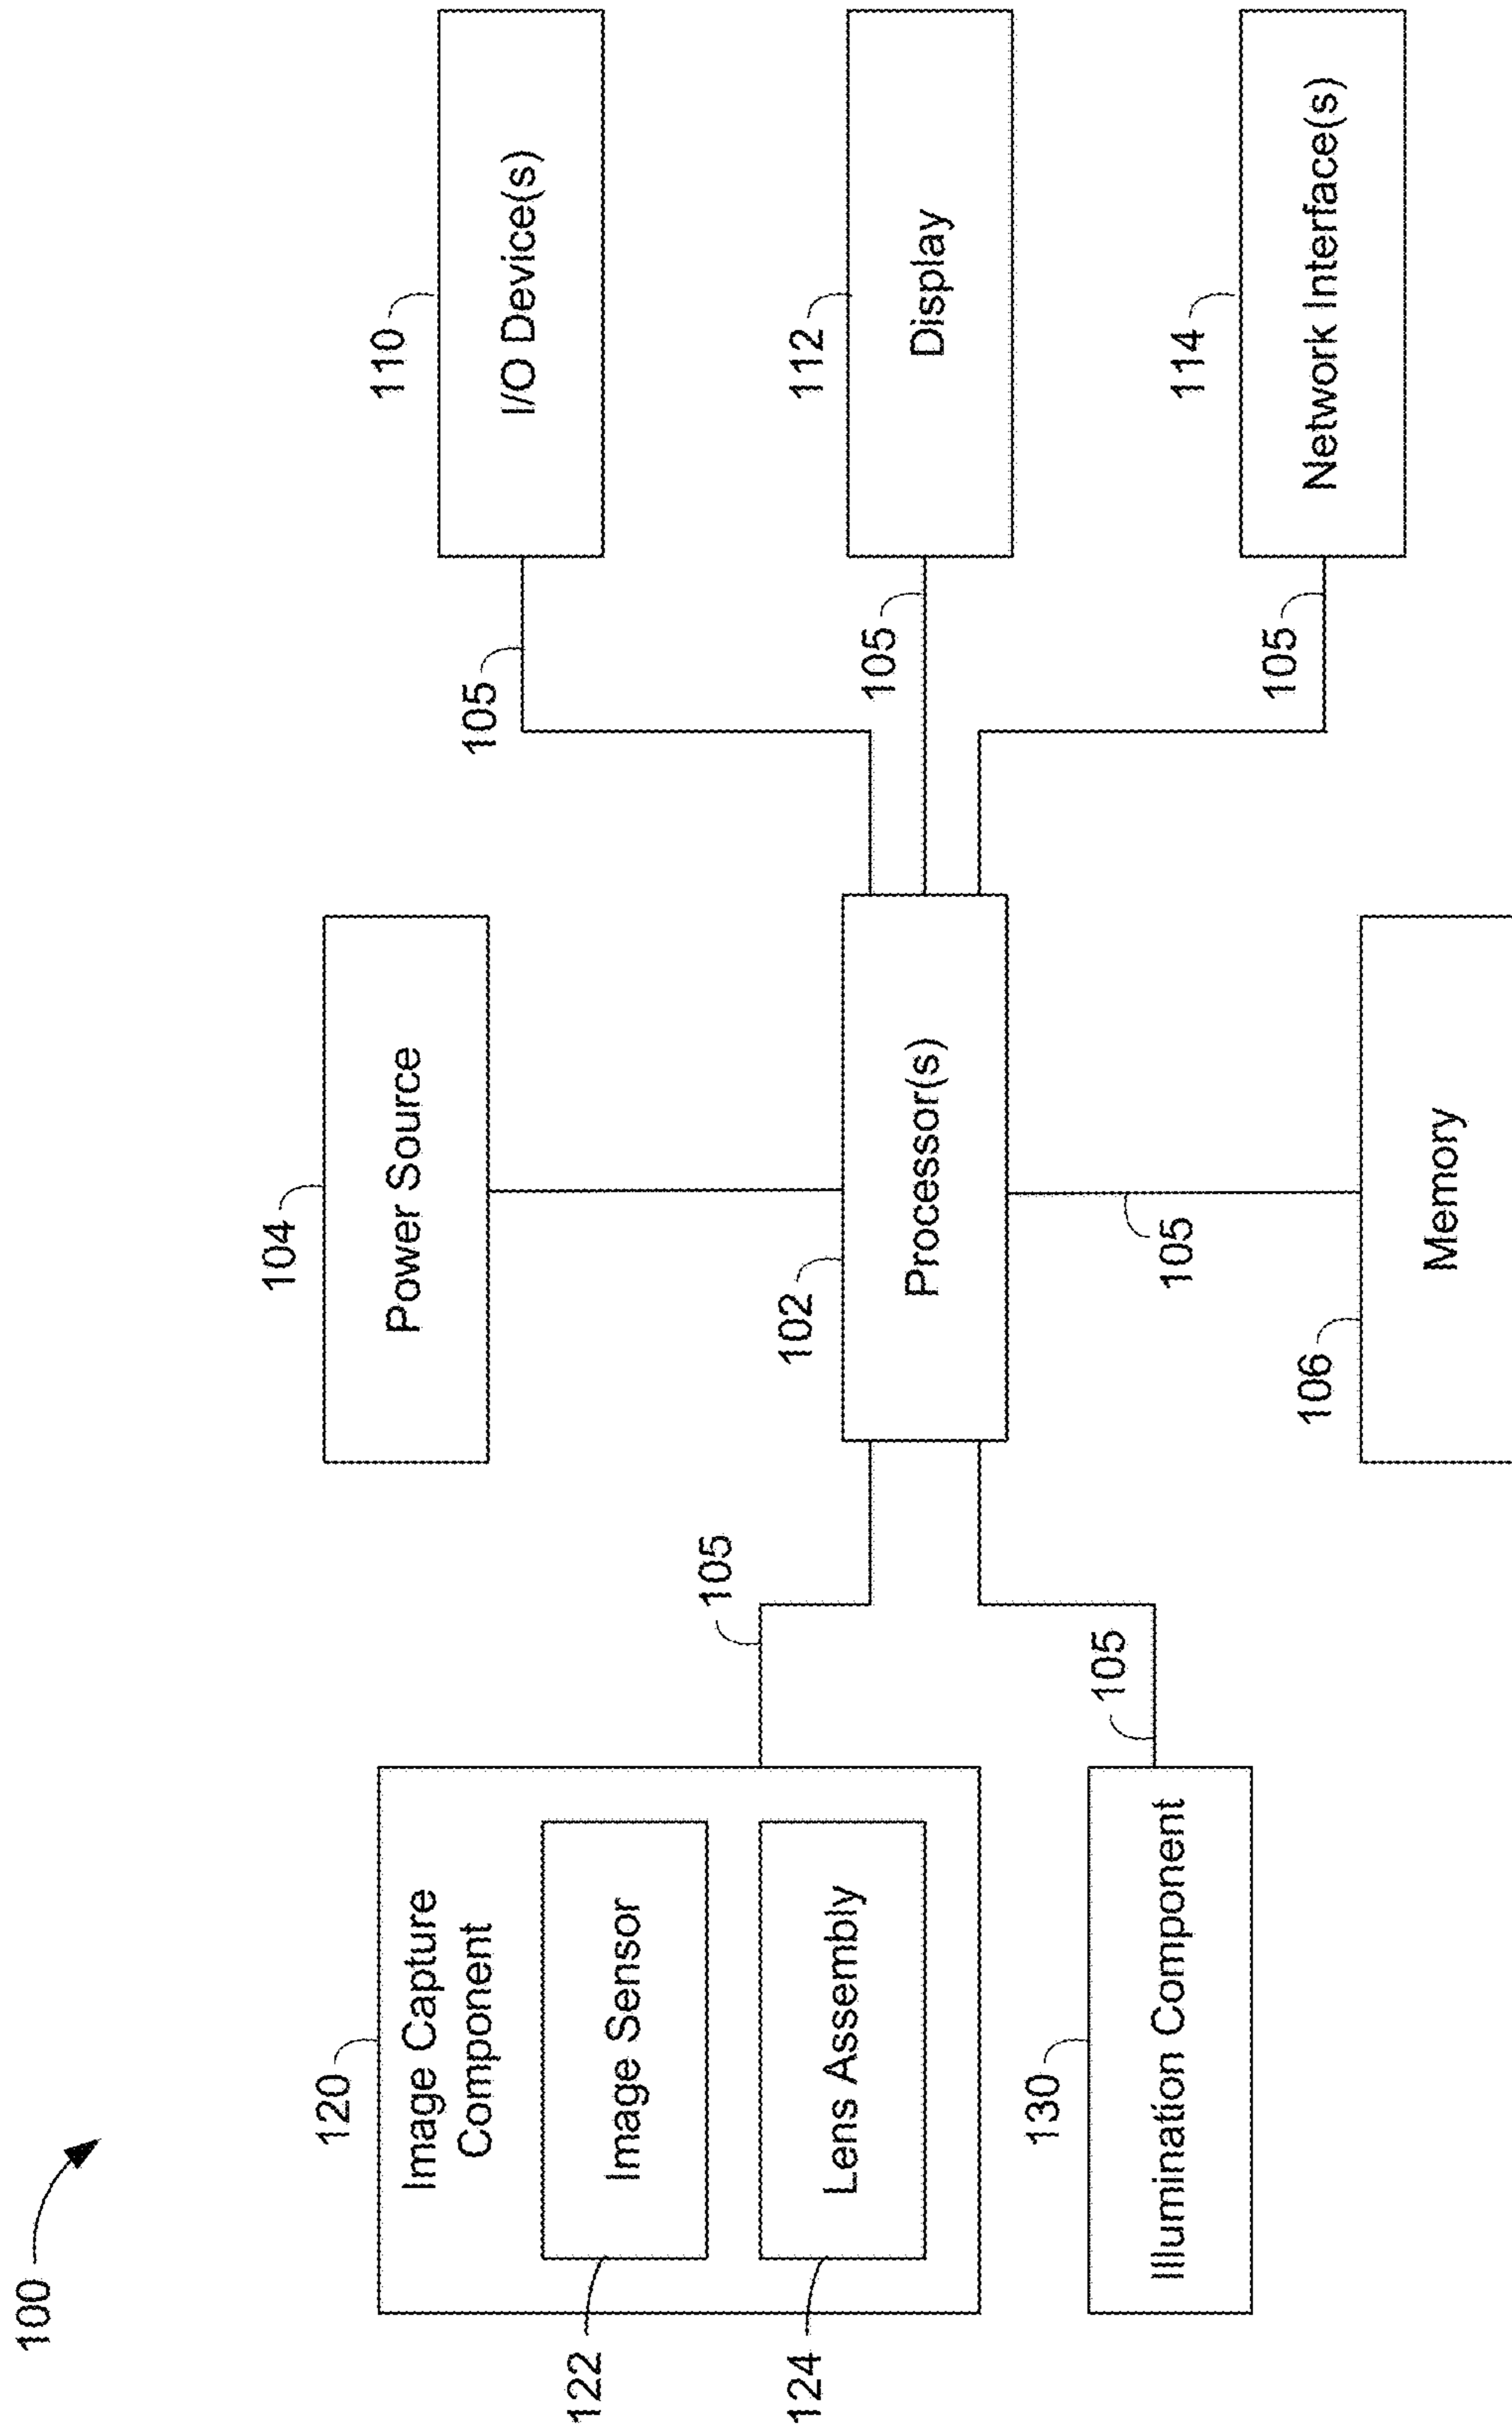 100
120
Image Capture
Component
122
Image Sensor
124
Lens Assembly
130
Illumination Component
105
105
104
Power Source
102
Processor(s)
105
106
Memory
110
I/O Device(s)
105
112
Display
105
114
Network Interface(s)
105